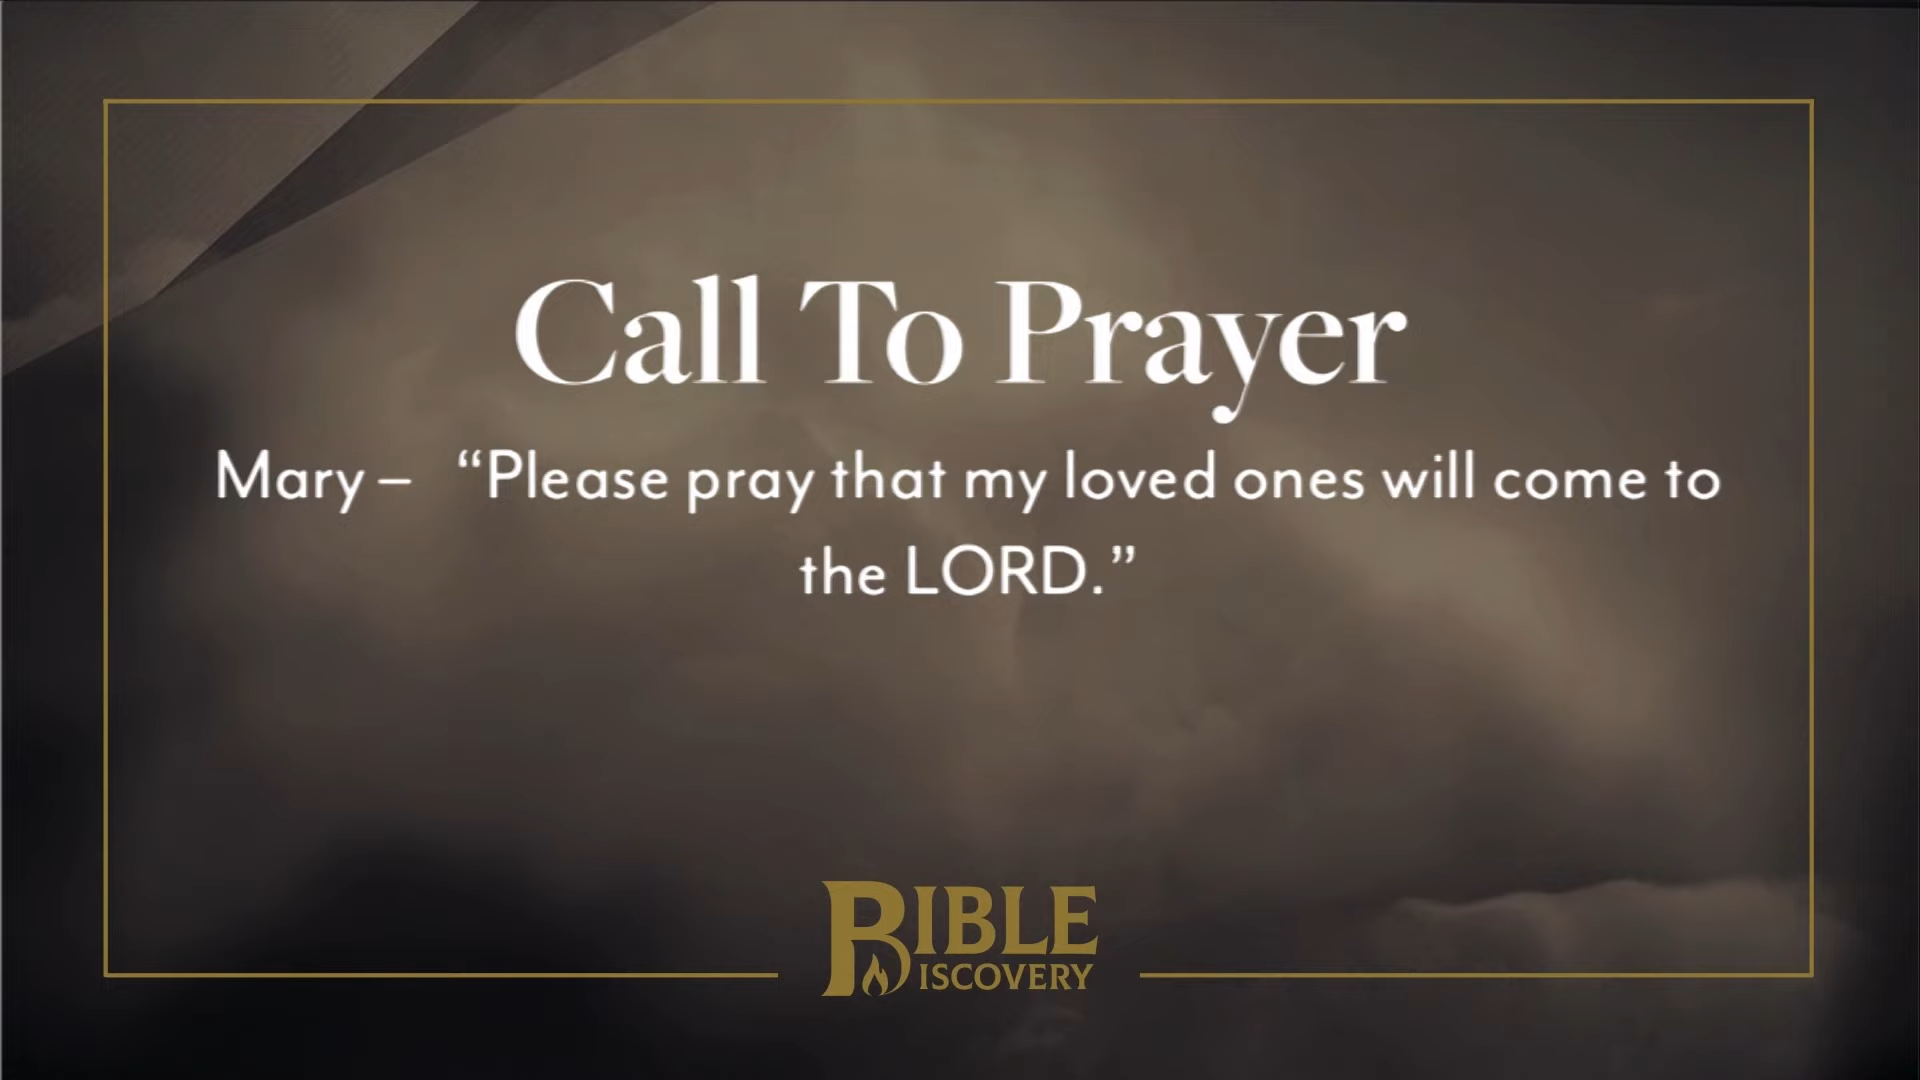 Call To Prayer
Mary – “Please pray that my loved ones will come to
the LORD.”
BIBLE
DISCOVERY